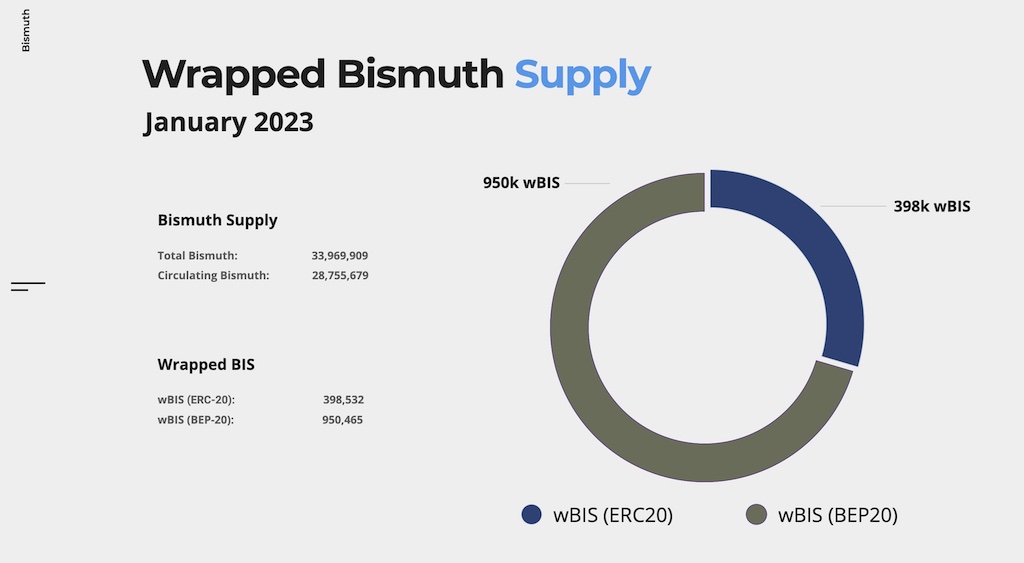 Bismuth
Wrapped Bismuth Supply
January 2023
Bismuth Supply
Total Bismuth: 33,969,909
Circulating Bismuth: 28,755,679
Wrapped BIS
wBIS (ERC-20): 398,532
wBIS (BEP-20): 950,465
950k wBIS
398k wBIS
wBIS (ERC20)
wBIS (BEP20)